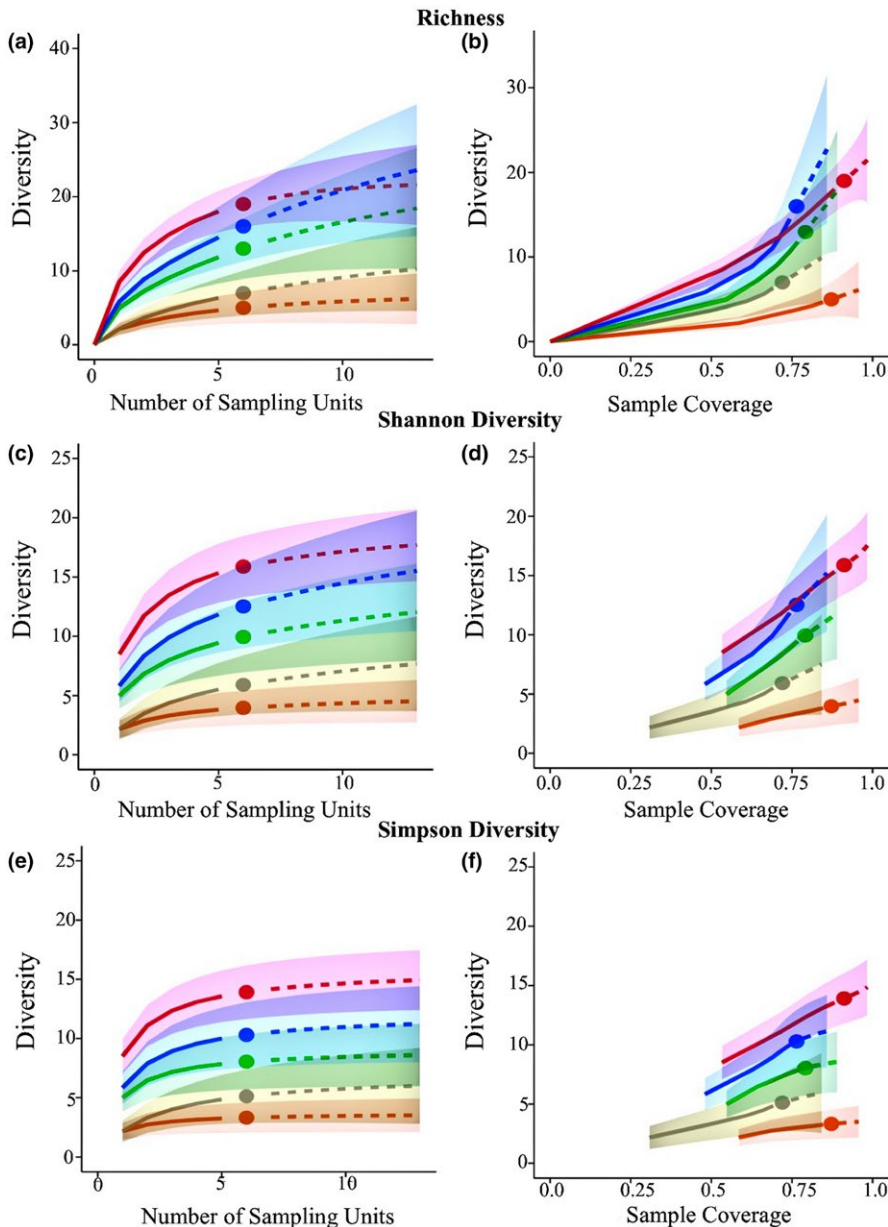 Richness
(a)
40
30
20
10
0
Diversity
0 5 10
Number of Sampling Units
(b)
30
20
10
0
Diversity
0.0 0.25 0.5 0.75 1.0
Sample Coverage
Shannon Diversity
(c)
25
20
15
10
5
0
Diversity
0 5 10
Number of Sampling Units
(d)
25
20
15
10
5
0
Diversity
0.0 0.25 0.5 0.75 1.0
Sample Coverage
Simpson Diversity
(e)
25
20
15
10
5
0
Diversity
0 5 10
Number of Sampling Units
(f)
25
20
15
10
5
0
Diversity
0.0 0.25 0.5 0.75 1.0
Sample Coverage